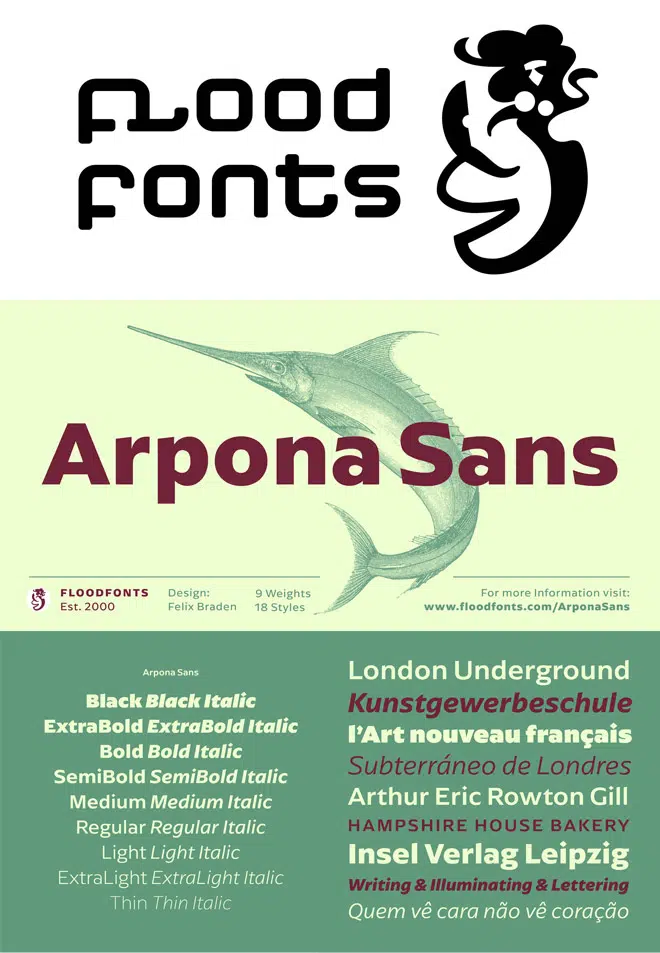 flood
fonts
Arpona Sans
FLOODFONTS
Est. 2000
Design:
Felix Braden
9 Weights
18 Styles
For more Information visit:
www.floodfonts.com/ArponaSans
Arpona Sans
Black Black Italic
ExtraBold ExtraBold Italic
Bold Bold Italic
SemiBold SemiBold Italic
Medium Medium Italic
Regular Regular Italic
Light Light Italic
ExtraLight ExtraLight Italic
Thin Thin Italic
London Underground
Kunstgewerbeschule
l'Art nouveau français
Subterráneo de Londres
Arthur Eric Rowton Gill
HAMPSHIRE HOUSE BAKERY
Insel Verlag Leipzig
Writing & Illuminating & Lettering
Quem vê cara não vê coração